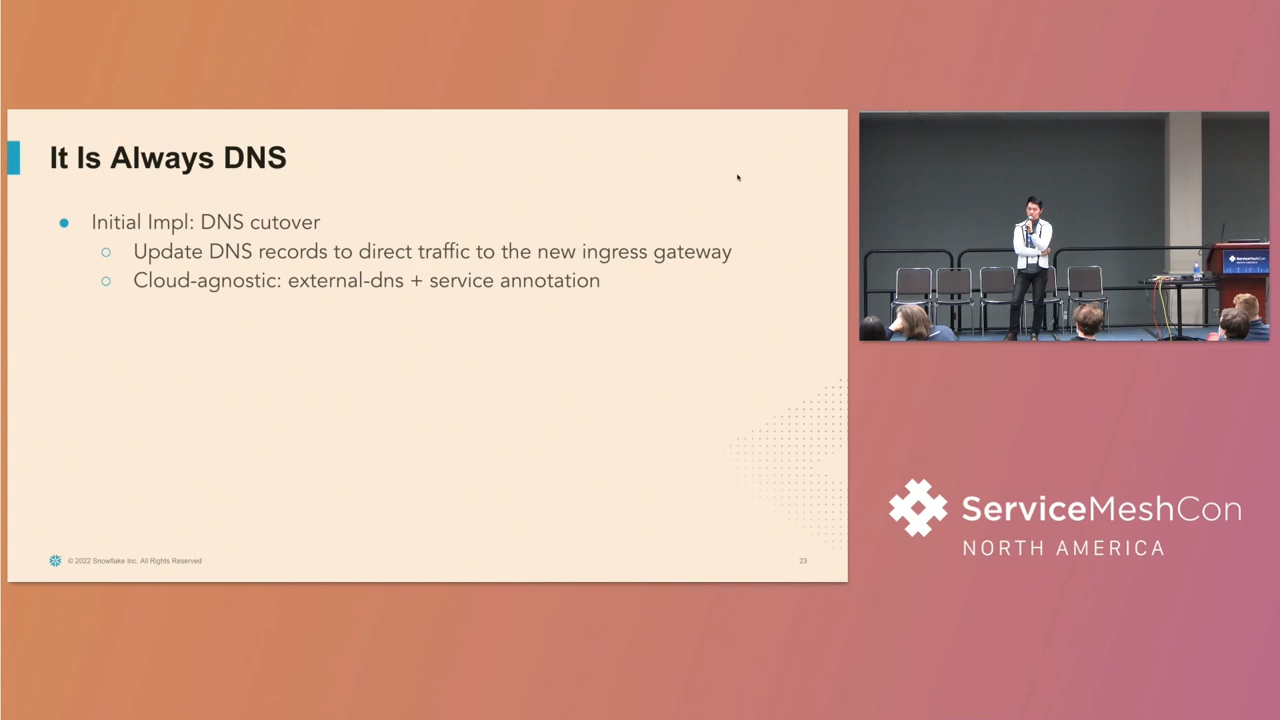 It Is Always DNS
Initial Impl: DNS cutover
Update DNS records to direct traffic to the new ingress gateway
Cloud-agnostic: external-dns + service annotation
© 2022 Snowflake Inc. All Rights Reserved
23
ServiceMeshCon
ServiceMeshCon
NORTH AMERICA